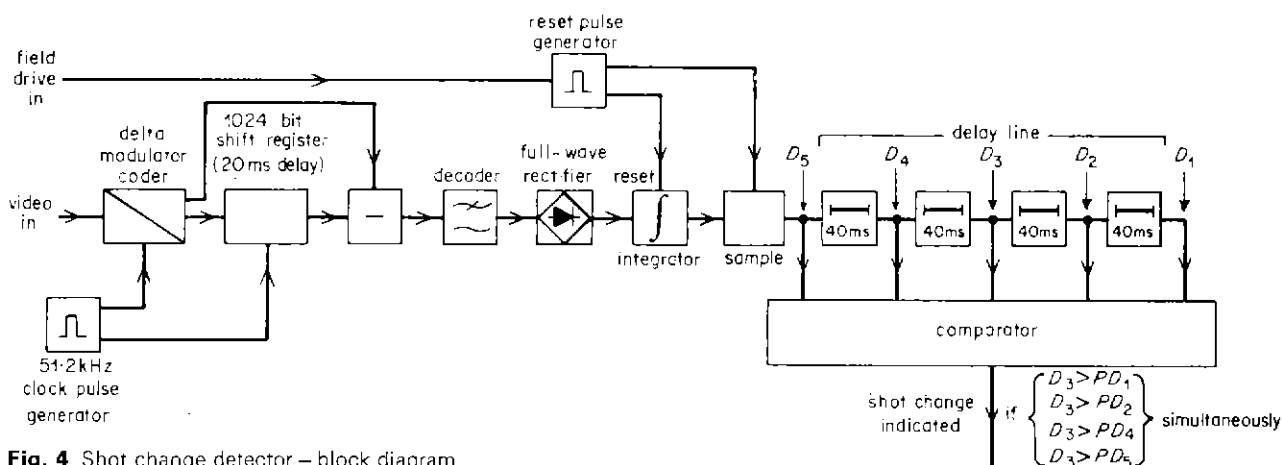 reset pulse
generator
field
drive
in
1024 bit
shift register
(20ms delay)
delta
modulator
coder
video
in
decoder
full-wave
rectifier
reset
integrator
sample
delay line
D5
D4
D3
D2
D1
40ms
40ms
40ms
40ms
comparator
51·2kHz
clock pulse
generator
shot change
indicated
if
D3>PD1
D3>PD2
D3>PD4
D3>PD5
simultaneously
Fig. 4 Shot change detector – block diagram